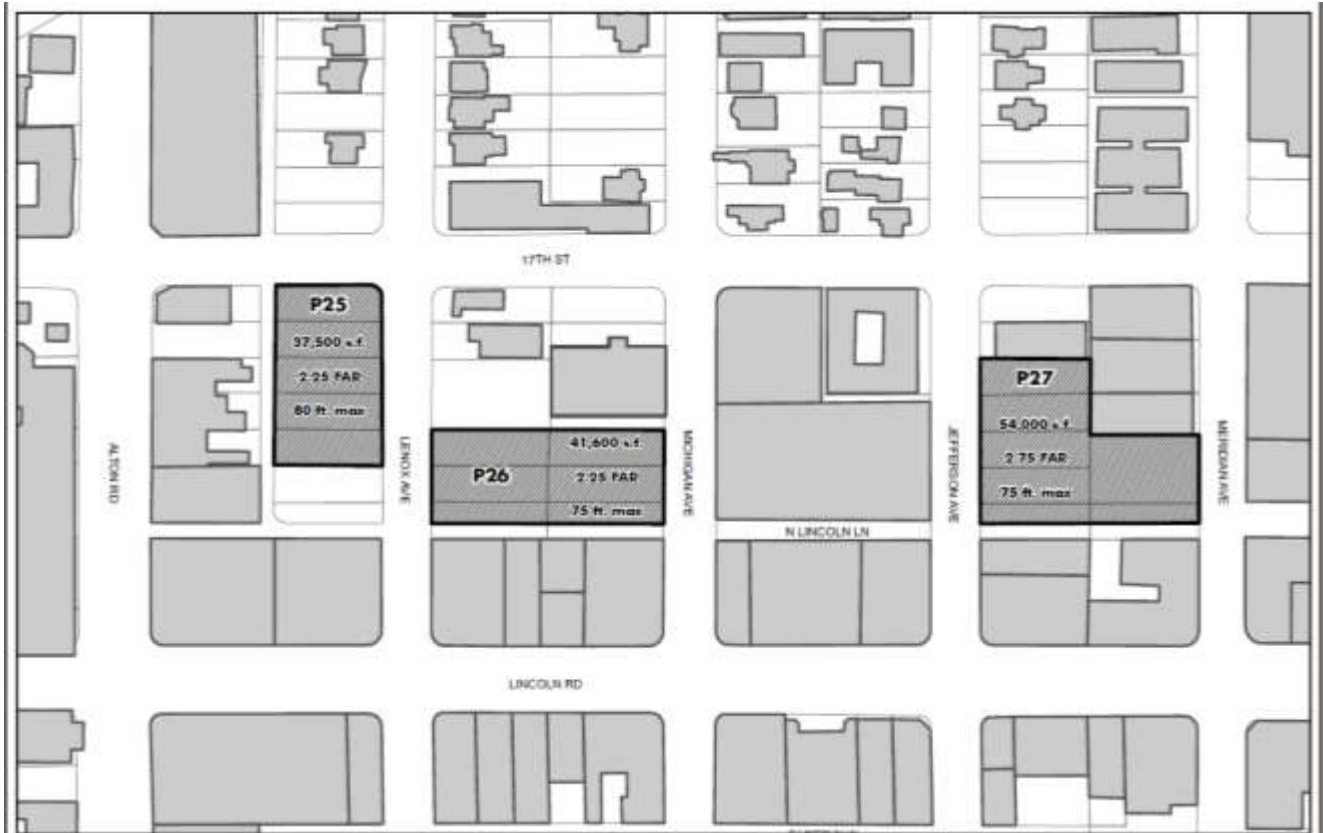 17TH ST
P25
37,500 s.f.
2.25 FAR
80 ft. max
P26
41,600 s.f.
2.25 FAR
75 ft. max
P27
54,000 s.f.
2.75 FAR
75 ft. max
ALTON RD
LENOX AVE
MICHIGAN AVE
JEFFERSON AVE
MERIDIAN AVE
N LINCOLN LN
LINCOLN RD